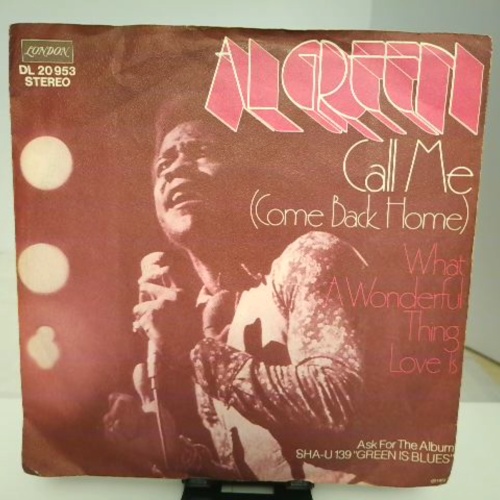 LONDON
DL 20 953
STEREO
AL GREEN
Call Me
(Come Back Home)
What
A Wonderful
Thing
Love Is
Ask For The Album
SHA-U 139 "GREEN IS BLUES"